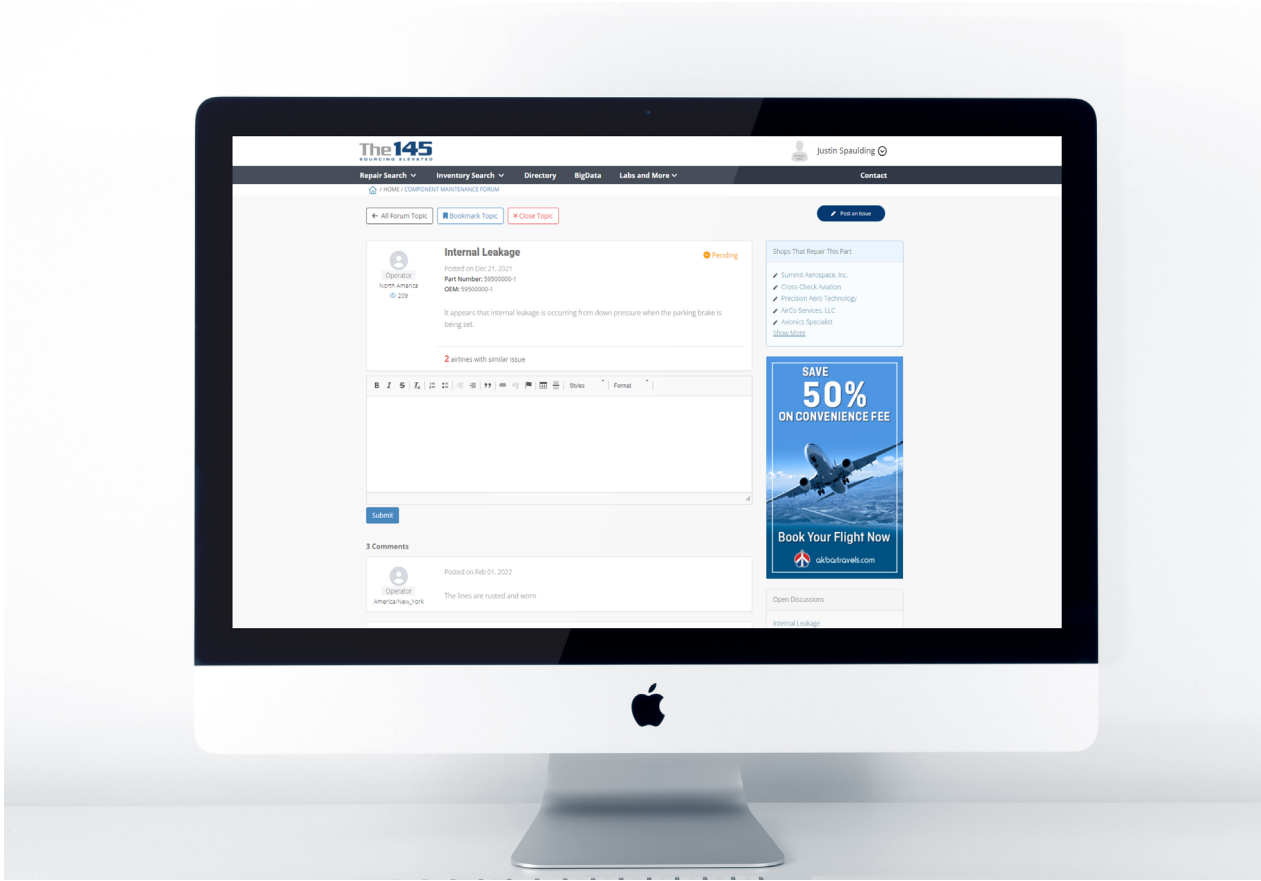 The145
SOURCING ELEVATED
Justin Spaulding
Repair Search Inventory Search Directory BigData Labs and More Contact
/ HOME / COMPONENT MAINTENANCE FORUM
All Forum Topic Bookmark Topic Close Topic
Post an Issue
Operator
North America
209
Internal Leakage
Pending
Posted on Dec 21, 2021
Part Number: 59500000-1
OEM: 59500000-1
It appears that internal leakage is occurring from down pressure when the parking brake is
being set.
2 airlines with similar issue
Shops That Repair This Part
Summit Aerospace, Inc.
Cross-Check Aviation
Precision Aero Technology
AirCo Services, LLC
Avionics Specialist
Show More
B I S Tx Styles Format
Submit
SAVE
50%
ON CONVENIENCE FEE
Book Your Flight Now
akbartravels.com
3 Comments
Operator
America/New_York
Posted on Feb 01, 2022
The lines are rusted and worn
Open Discussions
Internal Leakage